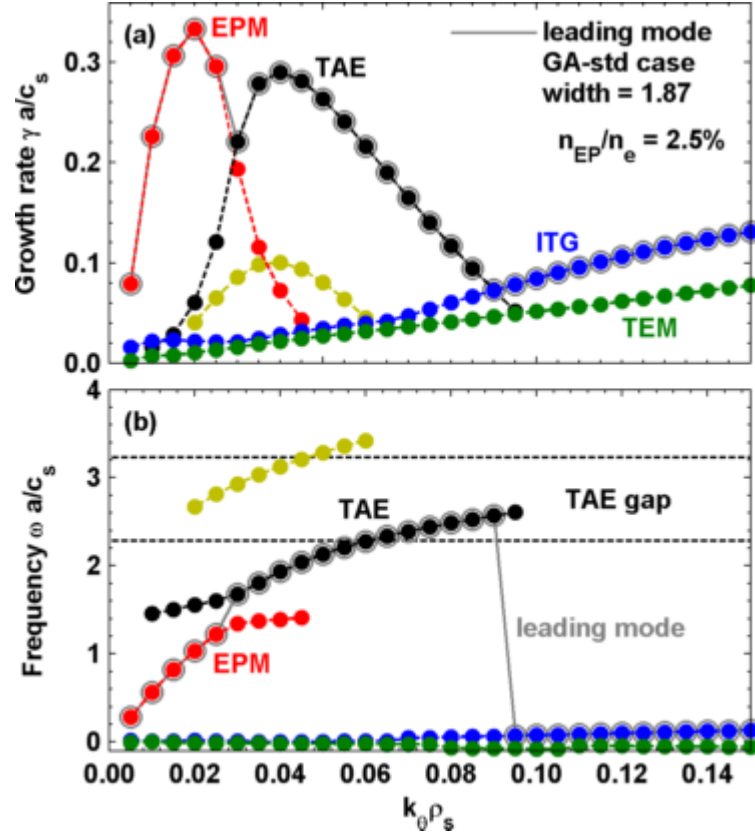 (a)
EPM
TAE
leading mode
GA-std case
width = 1.87
n_EP/n_e = 2.5%
ITG
TEM
Growth rate γ a/c_s
0.3
0.2
0.1
0.0
(b)
TAE
TAE gap
EPM
leading mode
Frequency ω a/c_s
4
3
2
1
0
0.00 0.02 0.04 0.06 0.08 0.10 0.12 0.14
k_θρ_s